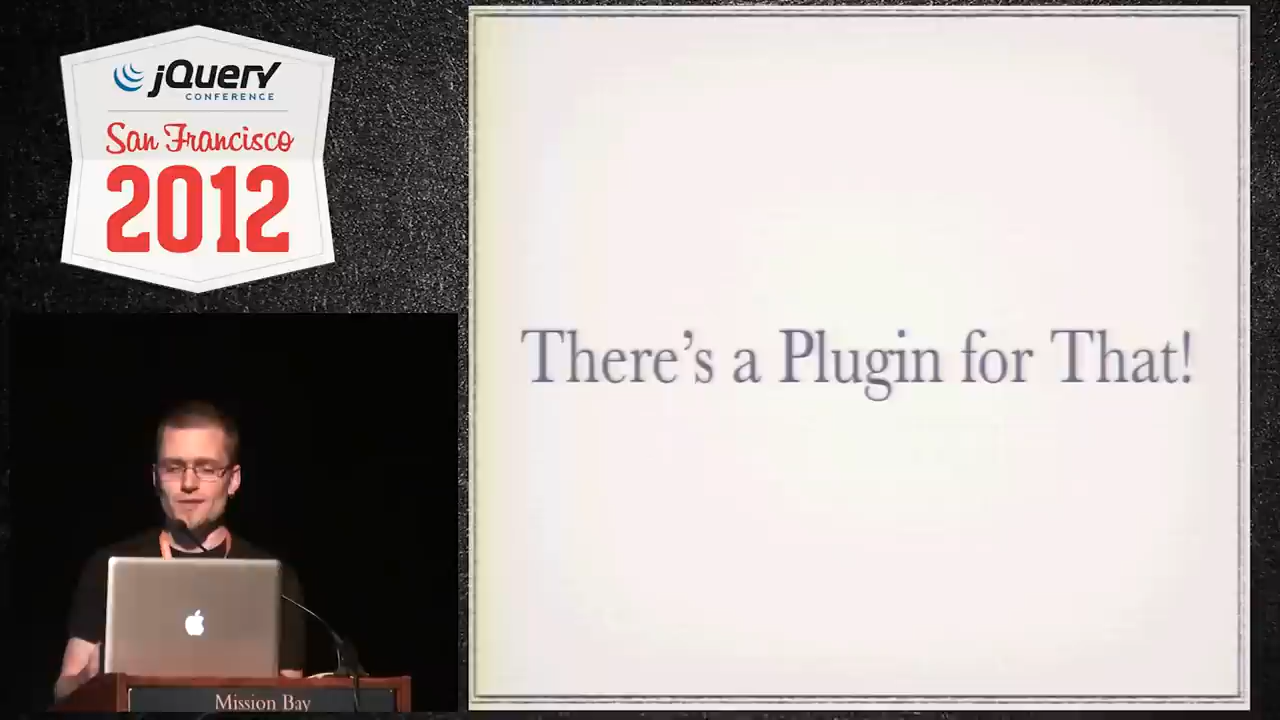 jQuery
CONFERENCE
San Francisco
2012
There's a Plugin for That!
Mission Bay